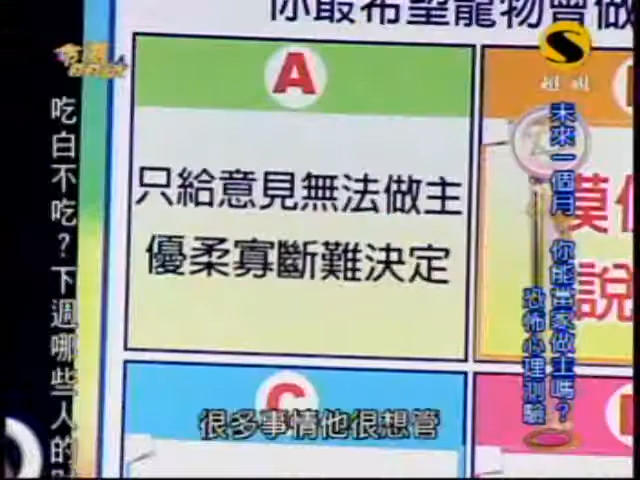 你最希望寵物會做
A
只給意見無法做主
優柔寡斷難決定
C
很多事情他很想管
吃白不吃?下週哪些人的
超視
未來一個月 你能當家做主嗎?
恐怖心理測驗
說